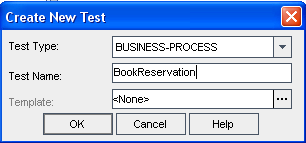 Create New Test
Test Type: BUSINESS-PROCESS
Test Name: BookReservation
Template: <None> ...
OK Cancel Help